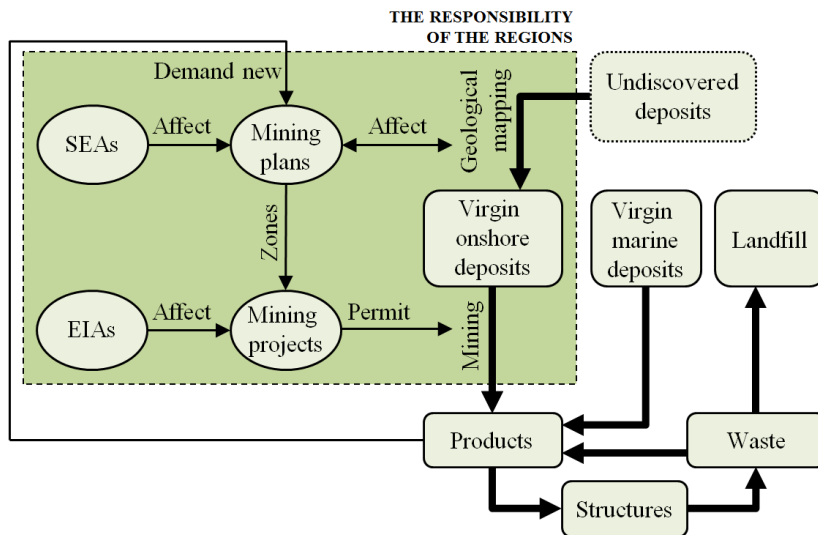 THE RESPONSIBILITY
OF THE REGIONS
Demand new
Undiscovered
deposits
SEAs
Affect
Mining
plans
Affect
Geological
mapping
Zones
Virgin
onshore
deposits
Virgin
marine
deposits
Landfill
EIAs
Affect
Mining
projects
Permit
Mining
Products
Waste
Structures